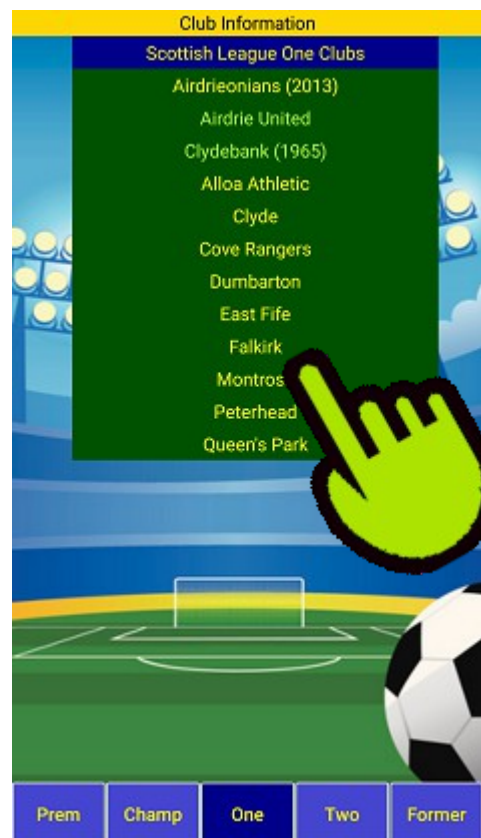 Club Information
Scottish League One Clubs
Airdrieonians (2013)
Airdrie United
Clydebank (1965)
Alloa Athletic
Clyde
Cove Rangers
Dumbarton
East Fife
Falkirk
Montros
Peterhead
Queen's Park
Prem Champ One Two Former